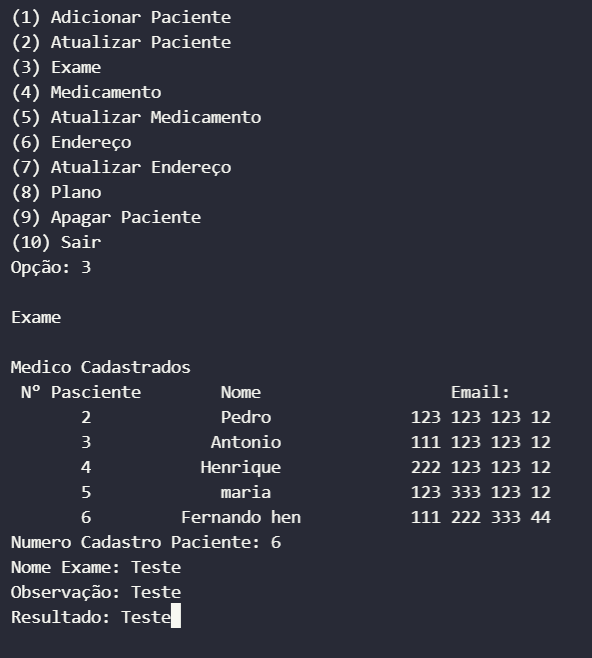 (1) Adicionar Paciente
(2) Atualizar Paciente
(3) Exame
(4) Medicamento
(5) Atualizar Medicamento
(6) Endereço
(7) Atualizar Endereço
(8) Plano
(9) Apagar Paciente
(10) Sair
Opção: 3
Exame
Medico Cadastrados
Nº Pasciente Nome Email:
2 Pedro 123 123 123 12
3 Antonio 111 123 123 12
4 Henrique 222 123 123 12
5 maria 123 333 123 12
6 Fernando hen 111 222 333 44
Numero Cadastro Paciente: 6
Nome Exame: Teste
Observação: Teste
Resultado: Teste